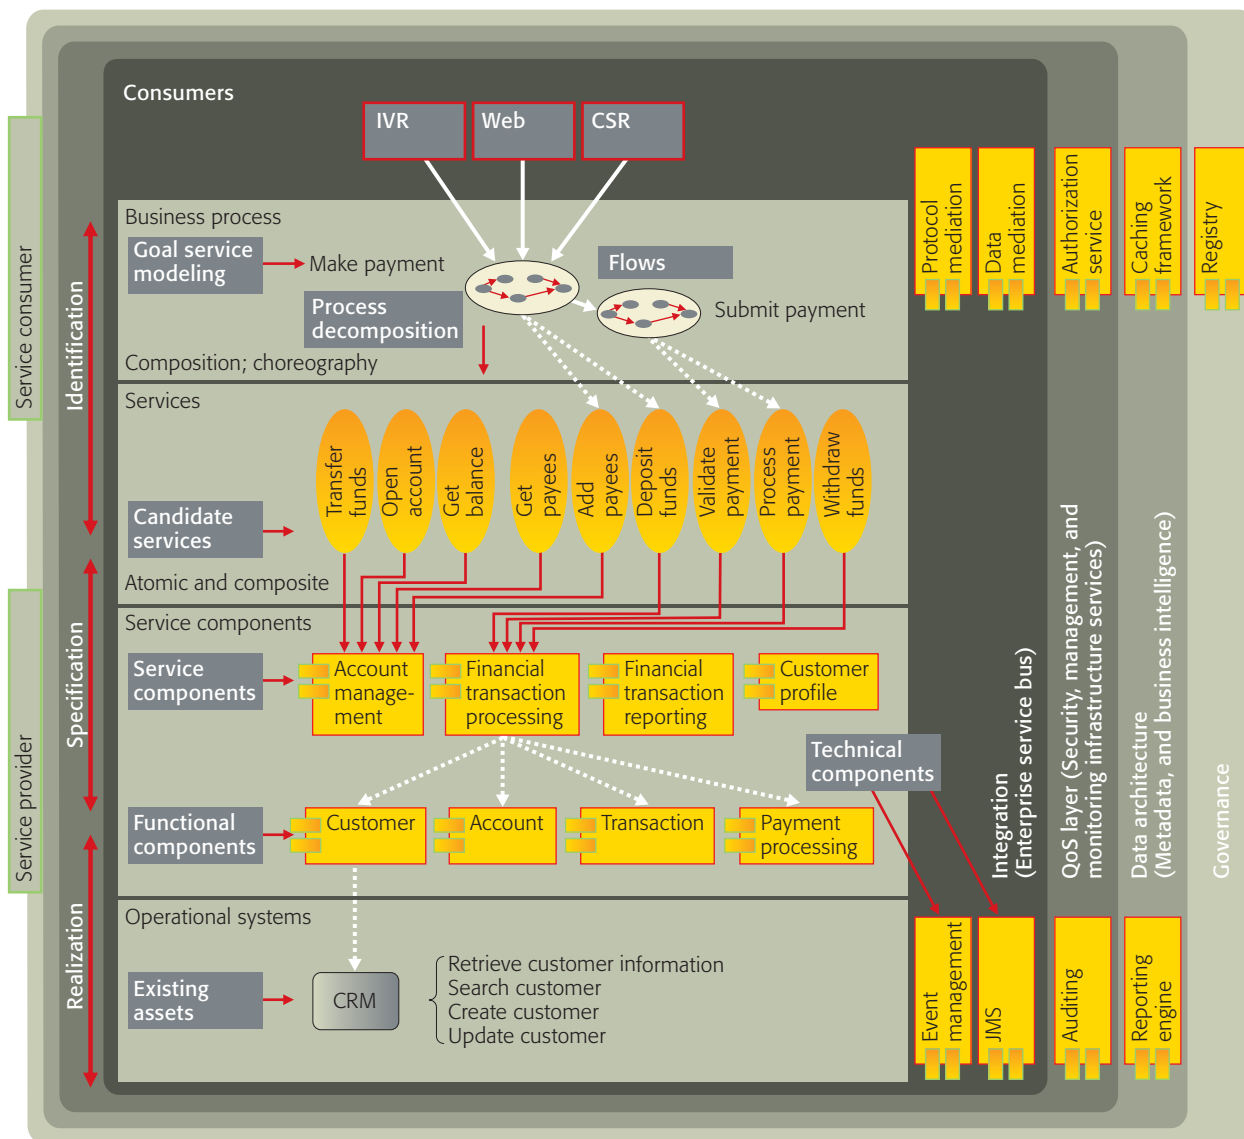 Consumers
IVR
Web
CSR
Service consumer
Service provider
Identification
Specification
Realization
Business process
Goal service
modeling
Make payment
Process
decomposition
Flows
Submit payment
Composition; choreography
Services
Transfer
funds
Open
account
Get
balance
Get
payees
Add
payees
Deposit
funds
Validate
payment
Process
payment
Withdraw
funds
Candidate
services
Atomic and composite
Service components
Service
components
Account
manage-
ment
Financial
transaction
processing
Financial
transaction
reporting
Customer
profile
Technical
components
Functional
components
Customer
Account
Transaction
Payment
processing
Operational systems
Existing
assets
CRM
Retrieve customer information
Search customer
Create customer
Update customer
Protocol
mediation
Data
mediation
Authorization
service
Caching
framework
Registry
Integration
(Enterprise service bus)
QoS layer (Security, management, and
monitoring infrastructure services)
Data architecture
(Metadata, and business intelligence)
Governance
Event
management
JMS
Auditing
Reporting
engine